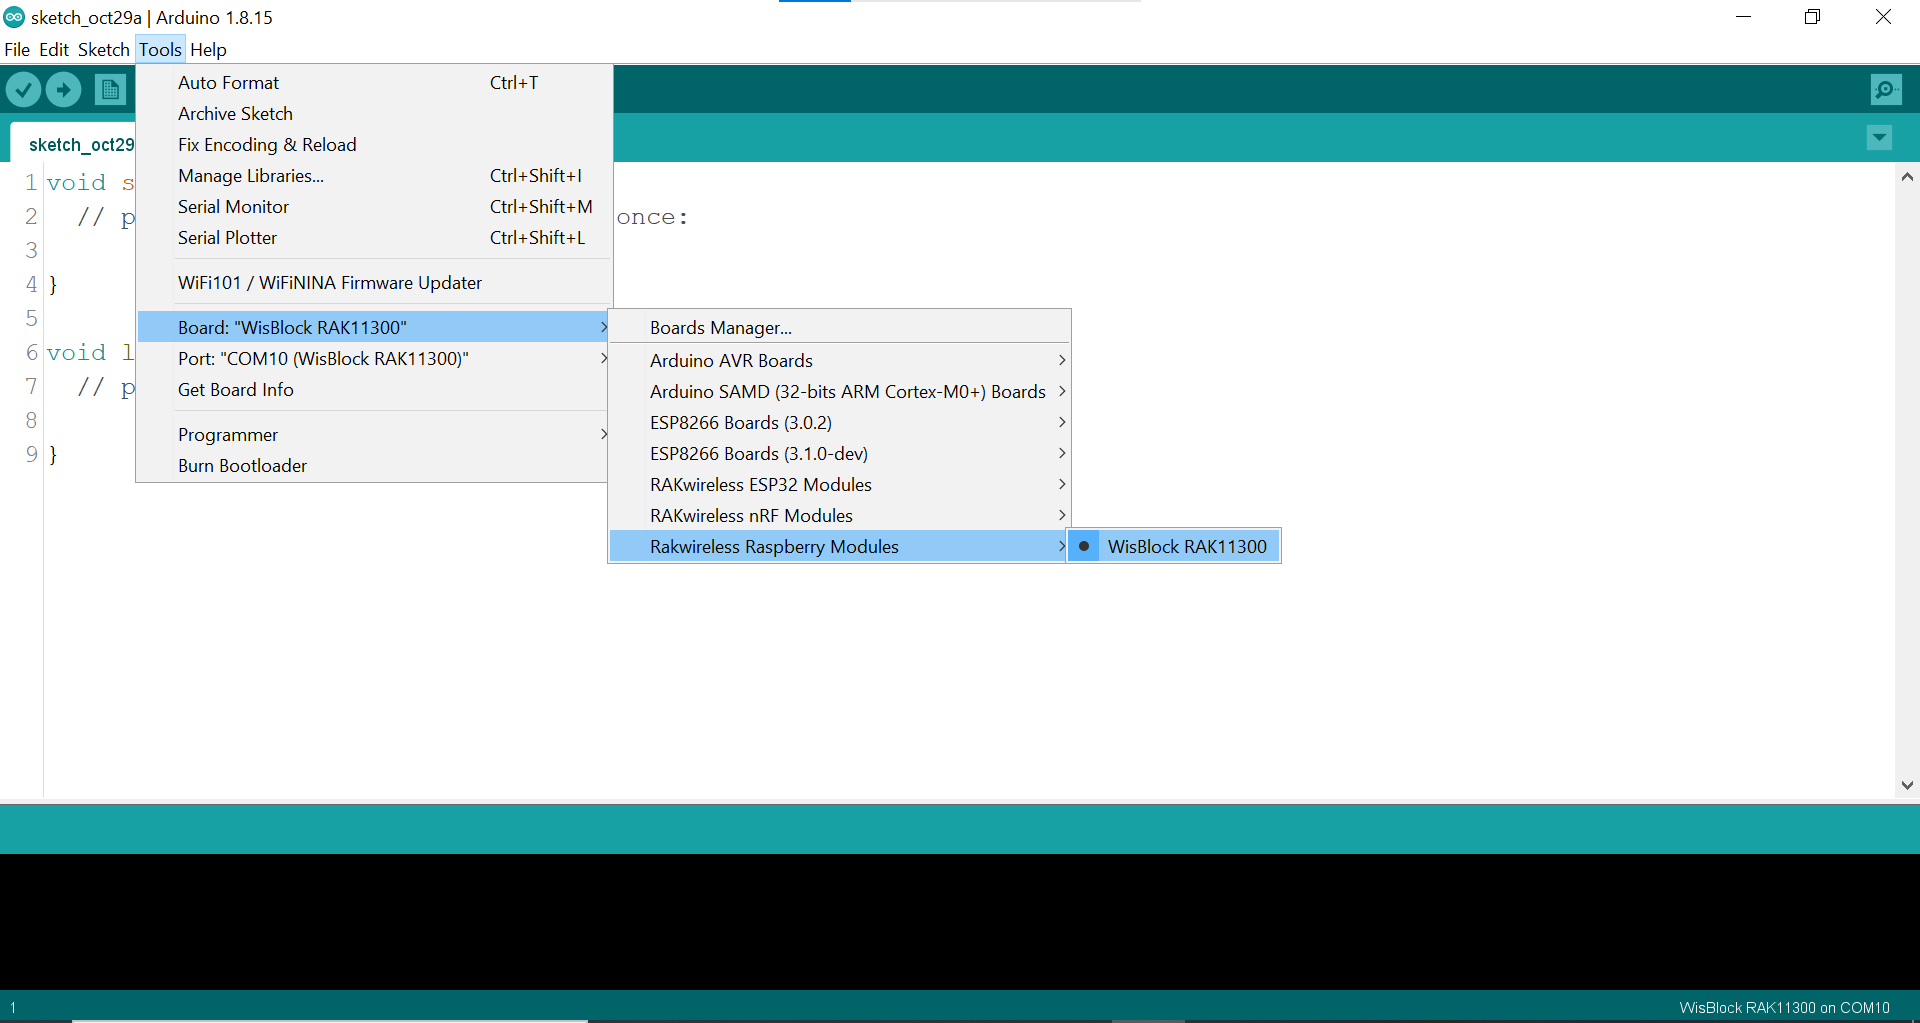 sketch_oct29a | Arduino 1.8.15
File Edit Sketch Tools Help
sketch_oct29
1 void s
2 // p once:
3
4 }
5
6 void l
7 // p
8
9 }
Auto Format Ctrl+T
Archive Sketch
Fix Encoding & Reload
Manage Libraries... Ctrl+Shift+I
Serial Monitor Ctrl+Shift+M
Serial Plotter Ctrl+Shift+L
WiFi101 / WiFiNINA Firmware Updater
Board: "WisBlock RAK11300"
Port: "COM10 (WisBlock RAK11300)"
Get Board Info
Programmer
Burn Bootloader
Boards Manager...
Arduino AVR Boards
Arduino SAMD (32-bits ARM Cortex-M0+) Boards
ESP8266 Boards (3.0.2)
ESP8266 Boards (3.1.0-dev)
RAKwireless ESP32 Modules
RAKwireless nRF Modules
Rakwireless Raspberry Modules
WisBlock RAK11300
1
WisBlock RAK11300 on COM10